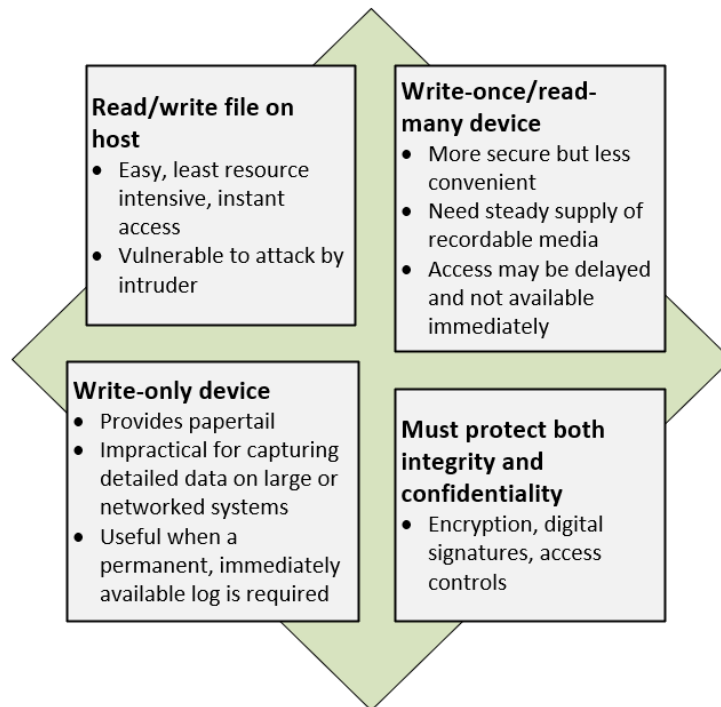 Read/write file on
host
• Easy, least resource
intensive, instant
access
• Vulnerable to attack by
intruder
Write-once/read-
many device
• More secure but less
convenient
• Need steady supply of
recordable media
• Access may be delayed
and not available
immediately
Write-only device
• Provides papertail
• Impractical for capturing
detailed data on large or
networked systems
• Useful when a
permanent, immediately
available log is required
Must protect both
integrity and
confidentiality
• Encryption, digital
signatures, access
controls